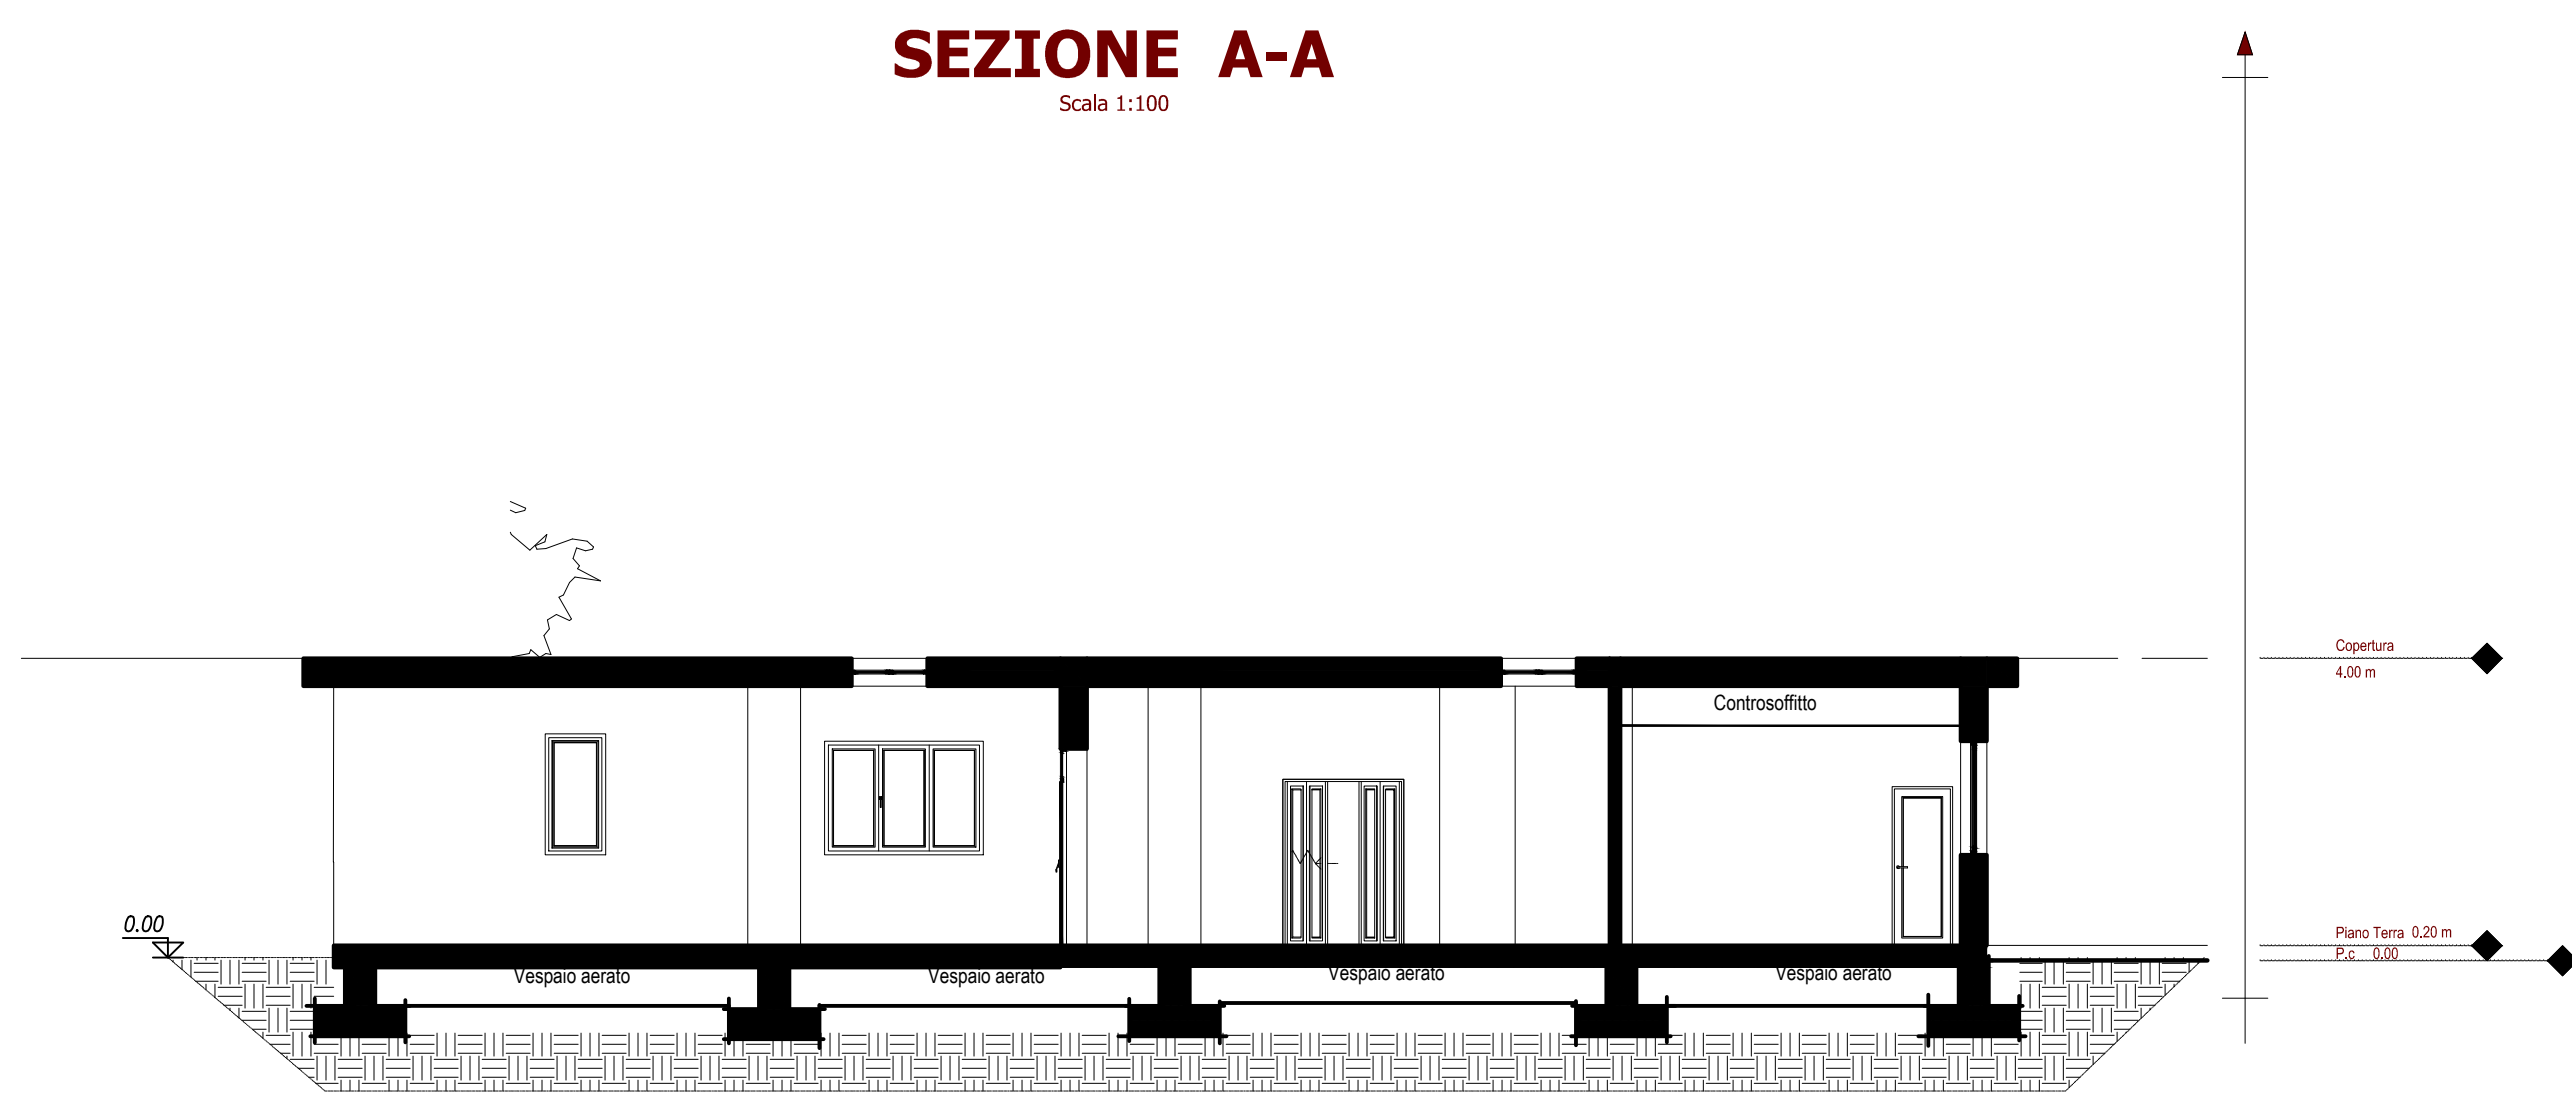 SEZIONE A-A
Scala 1:100
Copertura
4.00 m
Controsoffitto
0.00
Piano Terra 0.20 m
P.c 0.00
Vespaio aerato
Vespaio aerato
Vespaio aerato
Vespaio aerato